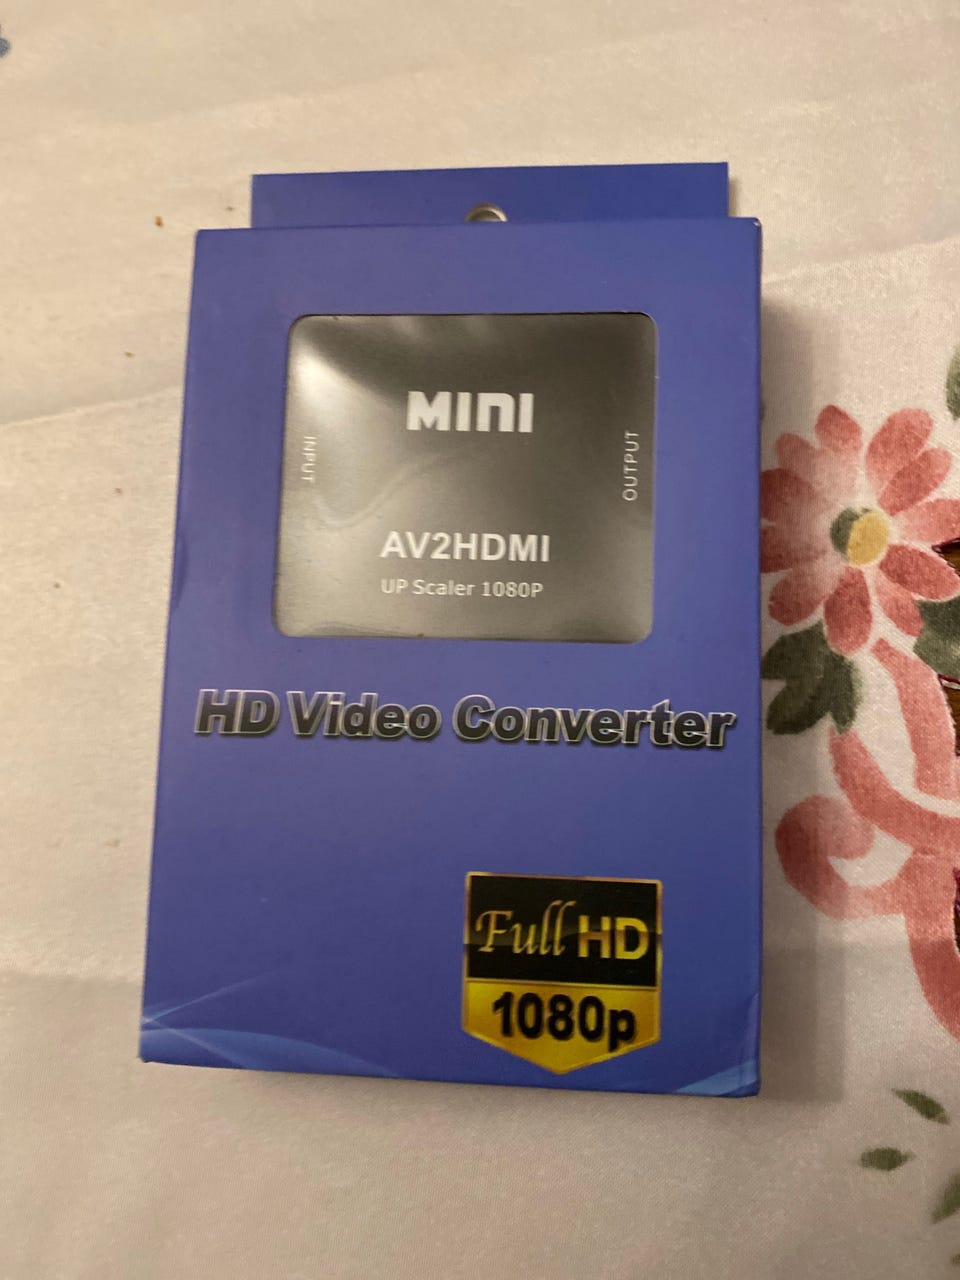 MINI
INPUT
OUTPUT
AV2HDMI
UP Scaler 1080P
HD Video Converter
Full HD
1080p